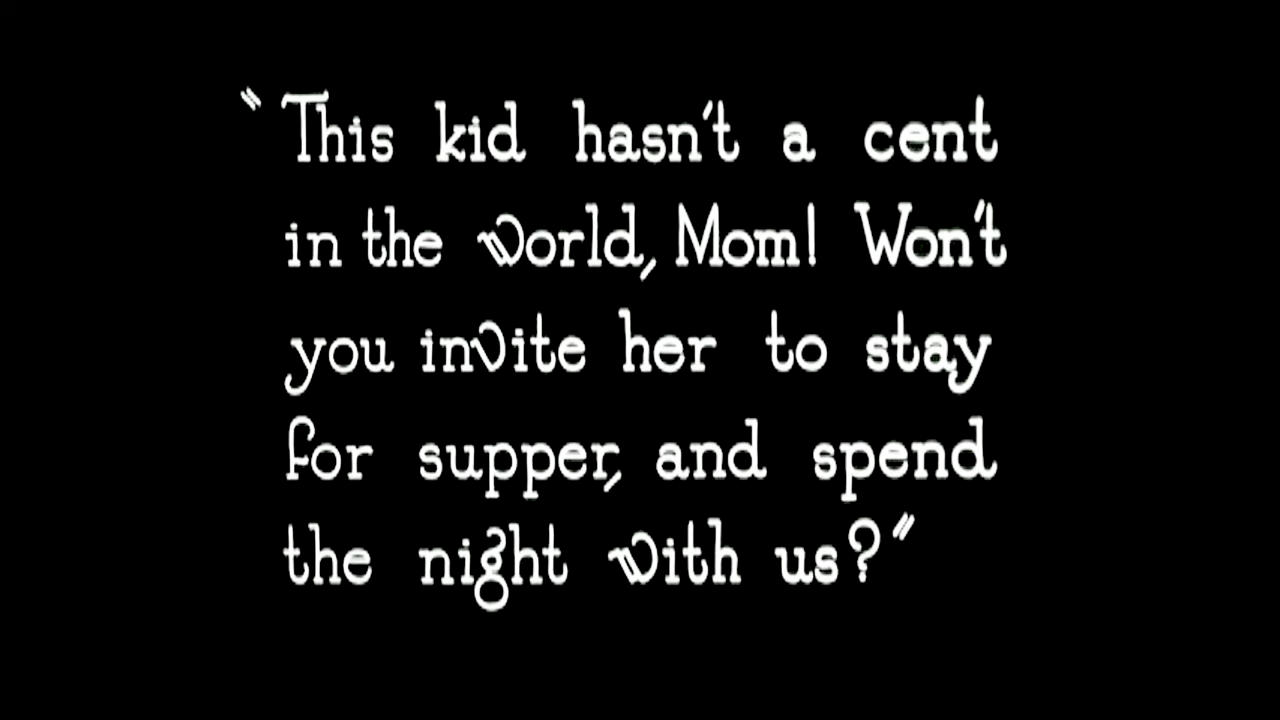 "This kid hasn't a cent
in the world, Mom! Won't
you invite her to stay
for supper, and spend
the night with us?"